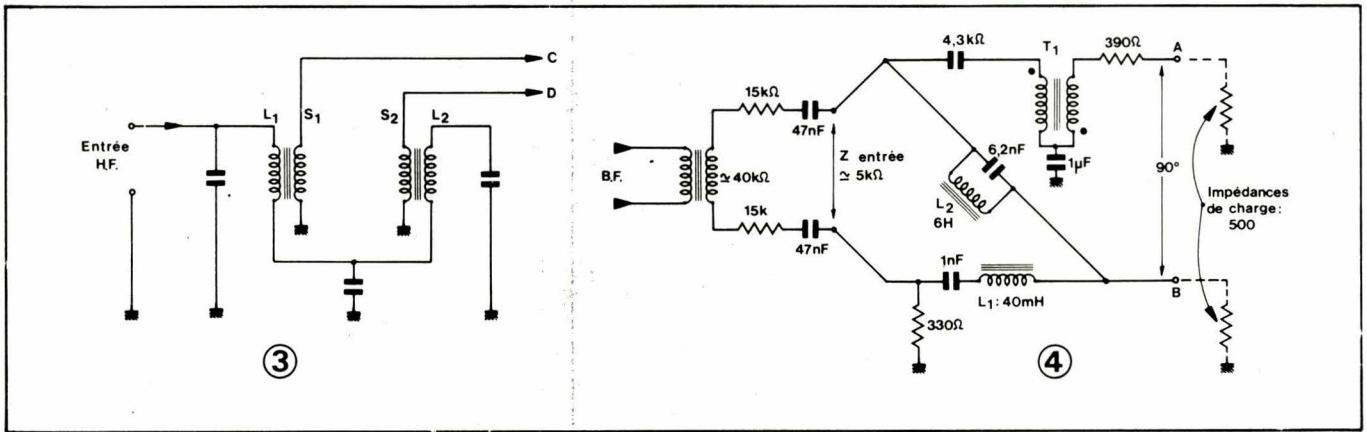 Entrée
H.F.
L1
S1
S2
L2
C
D
3
B.F.
≃ 40kΩ
15kΩ
47nF
15k
47nF
Z entrée
≃ 5kΩ
4,3kΩ
T1
390Ω
A
6,2nF
L2
6H
1µF
90°
Impédances
de charge:
500
1nF
L1 : 40mH
B
330Ω
4